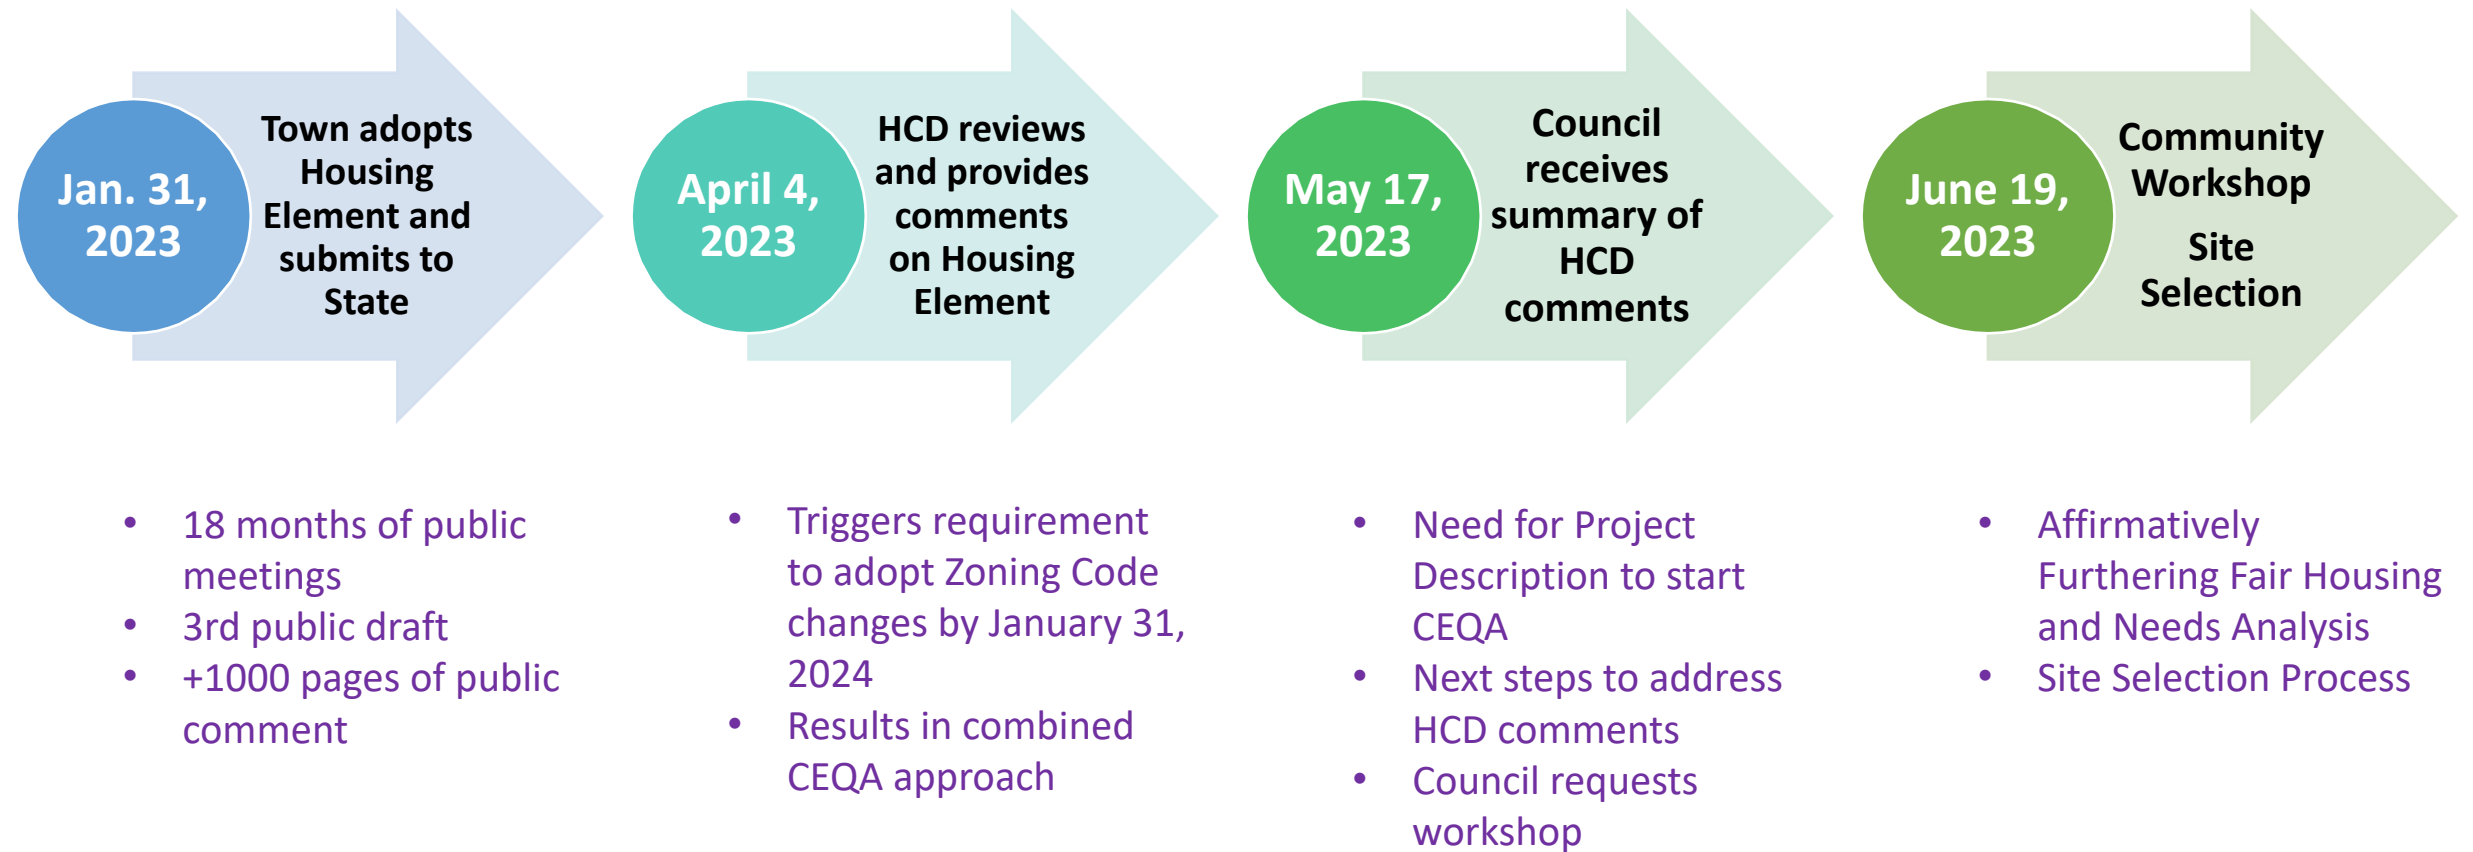 Jan. 31,
2023
Town adopts
Housing
Element and
submits to
State
• 18 months of public
meetings
• 3rd public draft
• +1000 pages of public
comment
April 4,
2023
HCD reviews
and provides
comments
on Housing
Element
• Triggers requirement
to adopt Zoning Code
changes by January 31,
2024
• Results in combined
CEQA approach
May 17,
2023
Council
receives
summary of
HCD
comments
• Need for Project
Description to start
CEQA
• Next steps to address
HCD comments
• Council requests
workshop
June 19,
2023
Community
Workshop
Site
Selection
• Affirmatively
Furthering Fair Housing
and Needs Analysis
• Site Selection Process